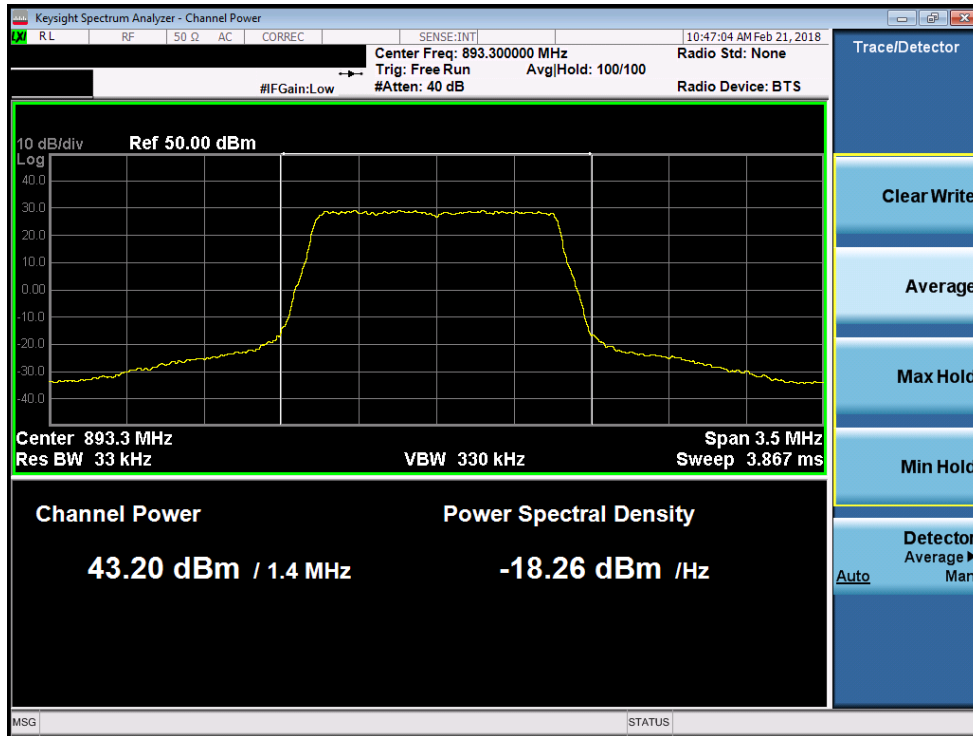 Keysight Spectrum Analyzer - Channel Power
LXI RL RF 50 Ω AC CORREC SENSE:INT 10:47:04 AM Feb 21, 2018
Center Freq: 893.300000 MHz Radio Std: None
Trig: Free Run Avg|Hold: 100/100
#IFGain:Low #Atten: 40 dB Radio Device: BTS
10 dB/div Ref 50.00 dBm
Log
40.0
30.0
20.0
10.0
0.00
-10.0
-20.0
-30.0
-40.0
Center 893.3 MHz Span 3.5 MHz
Res BW 33 kHz VBW 330 kHz Sweep 3.867 ms
Channel Power Power Spectral Density
43.20 dBm / 1.4 MHz -18.26 dBm /Hz
MSG STATUS
Trace/Detector
Clear Write
Average
Max Hold
Min Hold
Detector
Average
Auto Man